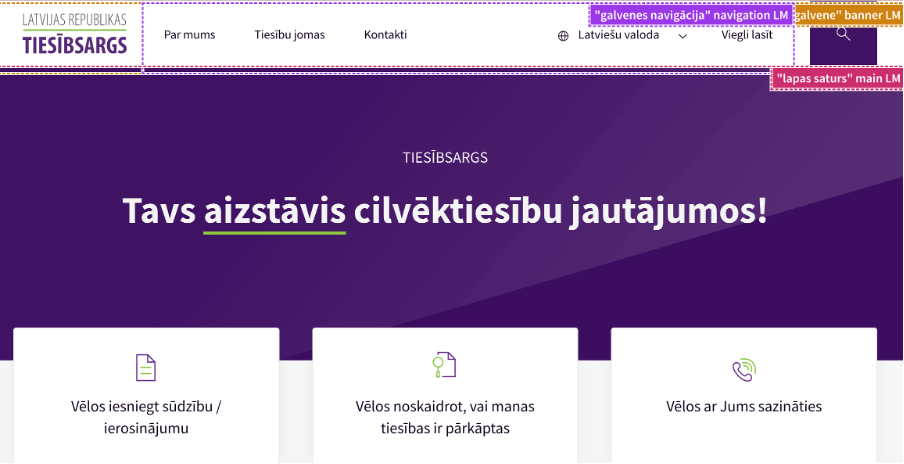 LATVIJAS REPUBLIKAS
TIESĪBSARGS
Par mums
Tiesību jomas
Kontakti
Latviešu valoda
Viegli lasīt
"galvenes navigācija" navigation LM
galvene" banner LM
"lapas saturs" main LM
TIESĪBSARGS
Tavs aizstāvis cilvēktiesību jautājumos!
Vēlos iesniegt sūdzību /
ierosinājumu
Vēlos noskaidrot, vai manas
tiesības ir pārkāptas
Vēlos ar Jums sazināties